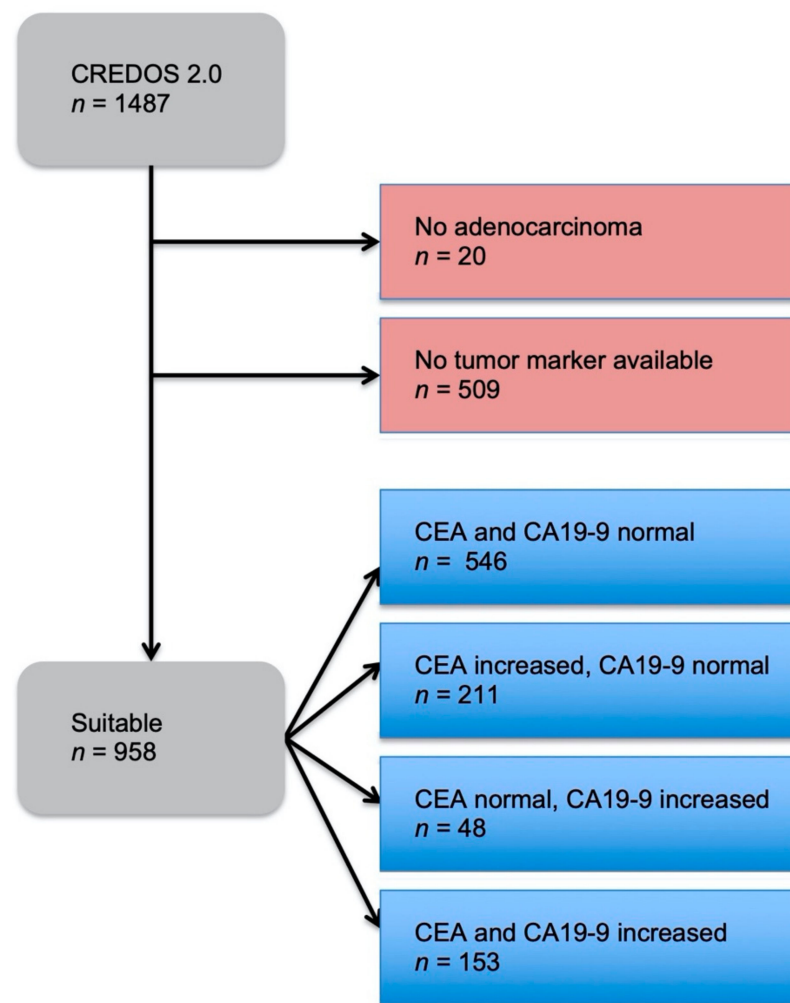 CREDOS 2.0
n = 1487
No adenocarcinoma
n = 20
No tumor marker available
n = 509
CEA and CA19-9 normal
n = 546
CEA increased, CA19-9 normal
n = 211
Suitable
n = 958
CEA normal, CA19-9 increased
n = 48
CEA and CA19-9 increased
n = 153